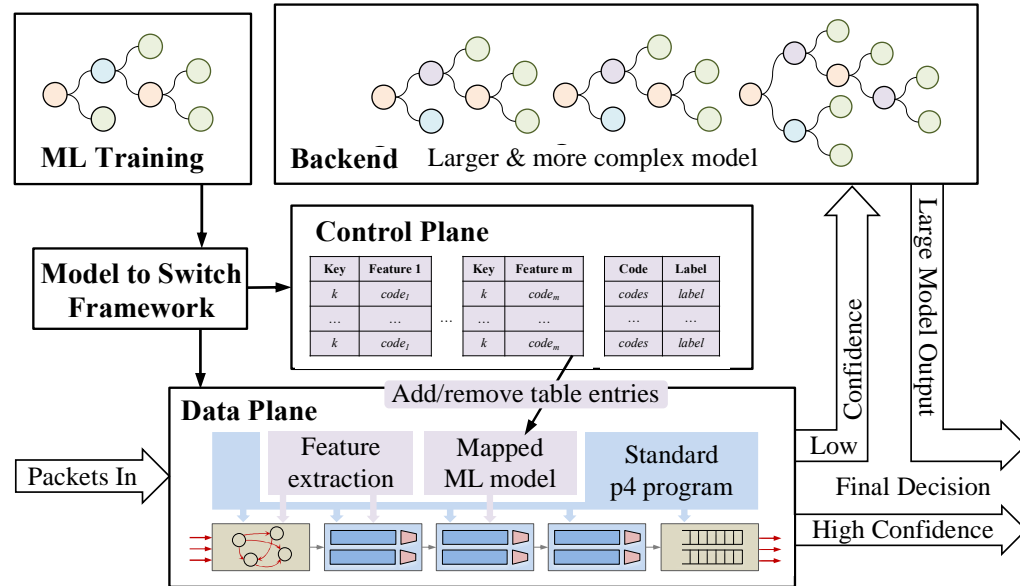 ML Training
Backend Larger & more complex model
Model to Switch
Framework
Control Plane
Key Feature 1 Key Feature m Code Label
k code1 k codem codes label
... ... ... ... ... ... ...
k code1 k codem codes label
Add/remove table entries
Data Plane
Packets In
Feature
extraction
Mapped
ML model
Standard
p4 program
Low
Confidence
Large Model Output
Final Decision
High Confidence